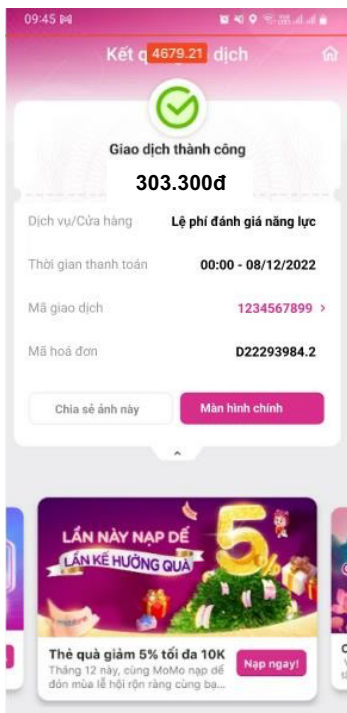 09:45
Kết q 4679.21 dịch
Giao dịch thành công
303.300đ
Dịch vụ/Cửa hàng Lệ phí đánh giá năng lực
Thời gian thanh toán 00:00 - 08/12/2022
Mã giao dịch 1234567899 >
Mã hoá đơn D22293984.2
Chia sẻ ảnh này Màn hình chính
LẦN NÀY NẠP DẾ
LẦN KẾ HƯỞNG QUÀ
5%
Thẻ quà giảm 5% tối đa 10K
Tháng 12 này, cùng MoMo nạp dế
đón mùa lễ hội rộn ràng cùng bạ...
Nạp ngay!